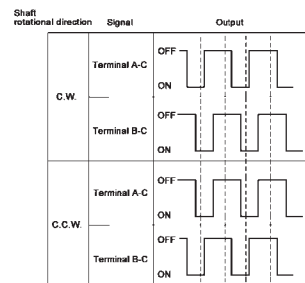 Shaft
rotational direction Signal Output
OFF
Terminal A-C
ON
C.W.
OFF
Terminal B-C
ON
OFF
Terminal A-C
ON
C.C.W.
OFF
Terminal B-C
ON